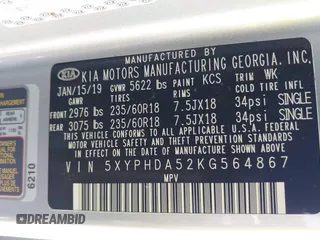 MANUFACTURED BY
KIA KIA MOTORS MANUFACTURING GEORGIA, INC.
JAN/15/19 GVWR 5622 lbs PAINT KCS TRIM WK
GAWR TIRES RIMS COLD TIRE INF.
FRONT 2976 lbs 235/60R18 7.5JX18 34psi SINGLE
REAR 3075 lbs 235/60R18 7.5JX18 34psi SINGLE
THIS VEHICLE CONFORMS TO ALL APPLICABLE U.S.A. FEDERAL
MOTOR VEHICLE SAFETY AND THEFT PREVENTION
STANDARDS IN EFFECT ON THE DATE OF MANUFACTURE SHOWN ABOVE.
VIN 5XYPHDA52KG564867
MPV
6210
DREAMBID